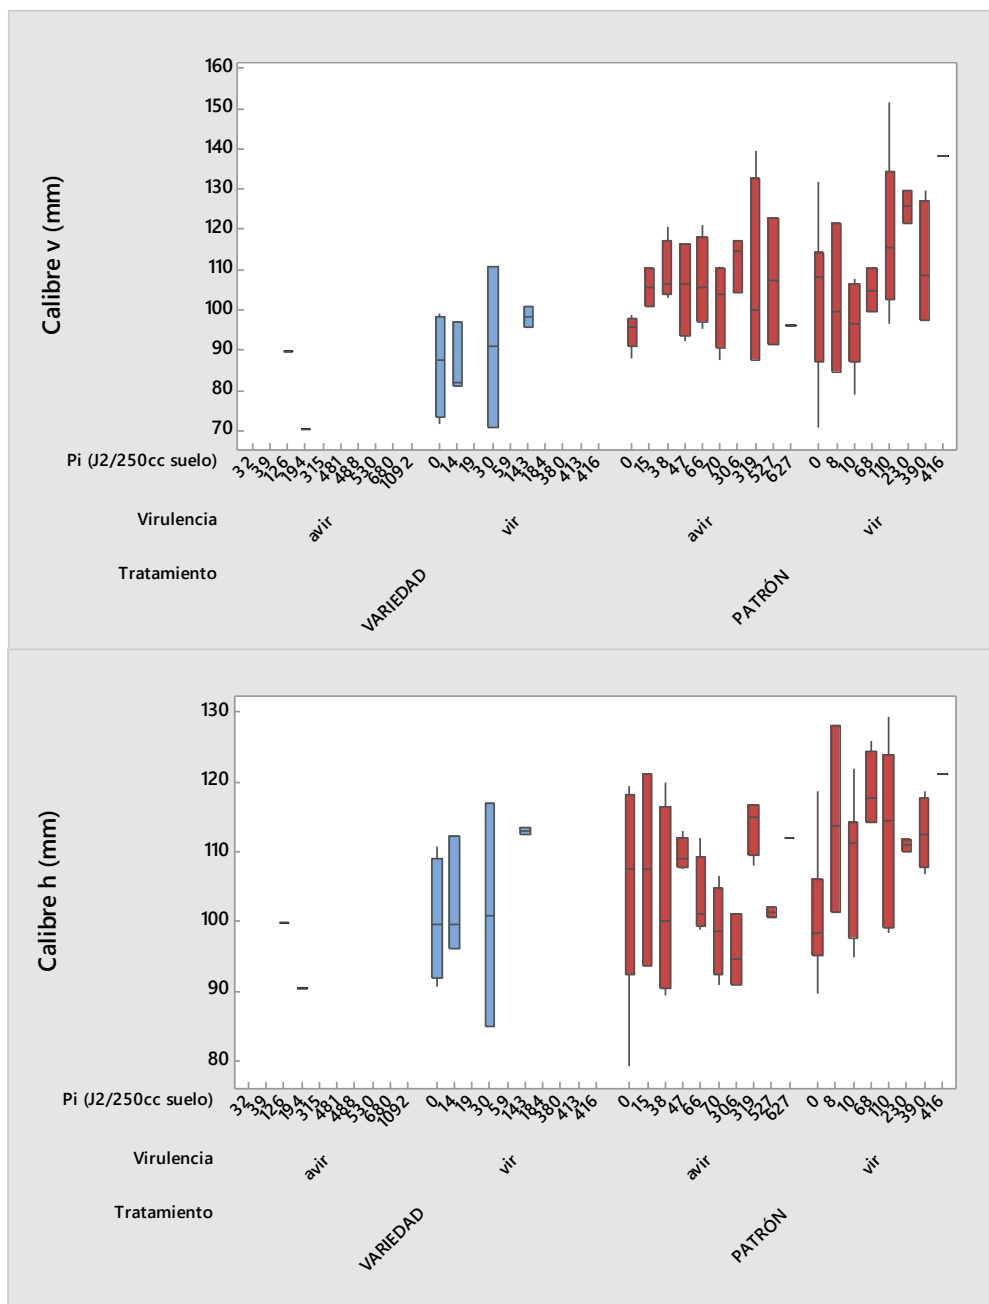 160
150
140
130
120
110
100
90
80
70
Calibre v (mm)
Pi (J2/250cc suelo) 32 39 126 194 315 481 488 530 680 1092 0 14 19 30 59 143 184 380 413 416 0 15 38 47 66 70 306 319 527 627 0 8 10 68 110 230 390 416
Virulencia avir vir avir vir
Tratamiento VARIEDAD PATRÓN
130
120
110
100
90
80
Calibre h (mm)
Pi (J2/250cc suelo) 32 39 126 194 315 481 488 530 680 1092 0 14 19 30 59 143 184 380 413 416 0 15 38 47 66 70 306 319 527 627 0 8 10 68 110 230 390 416
Virulencia avir vir avir vir
Tratamiento VARIEDAD PATRÓN